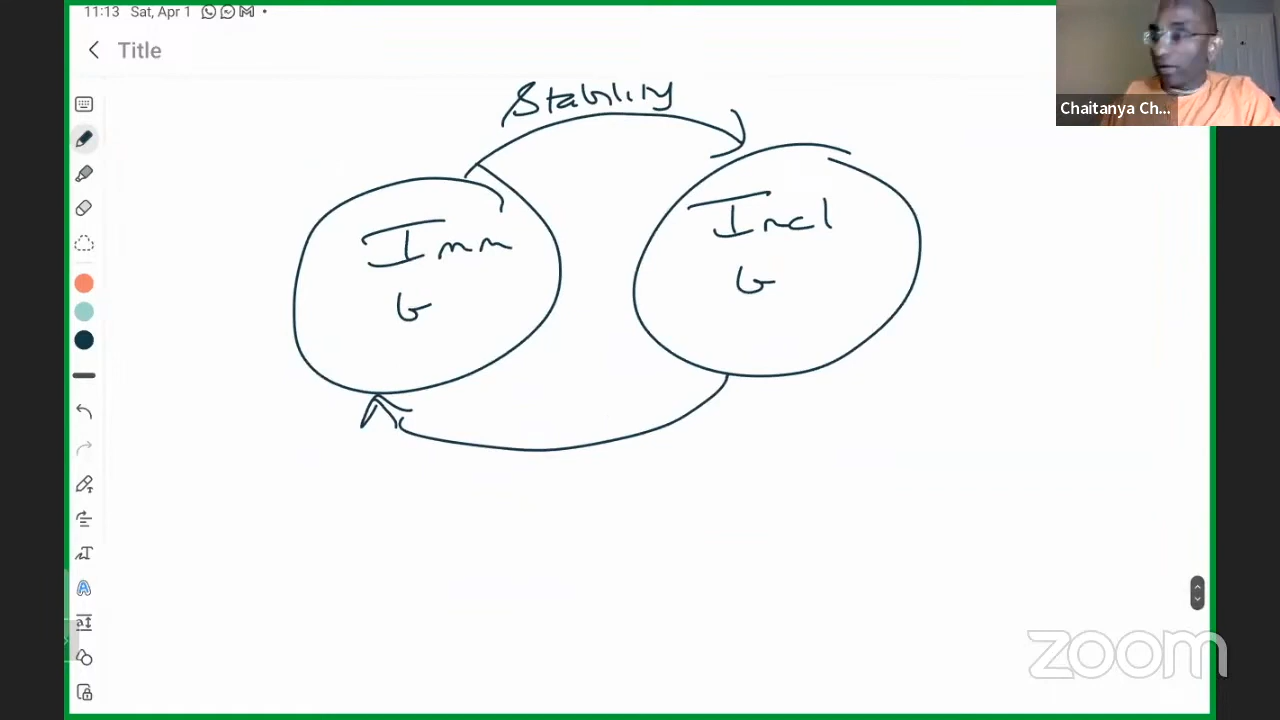 11:13 Sat, Apr 1
Title
Chaitanya Ch...
Stability
Imm
G
Incl
G
zoom